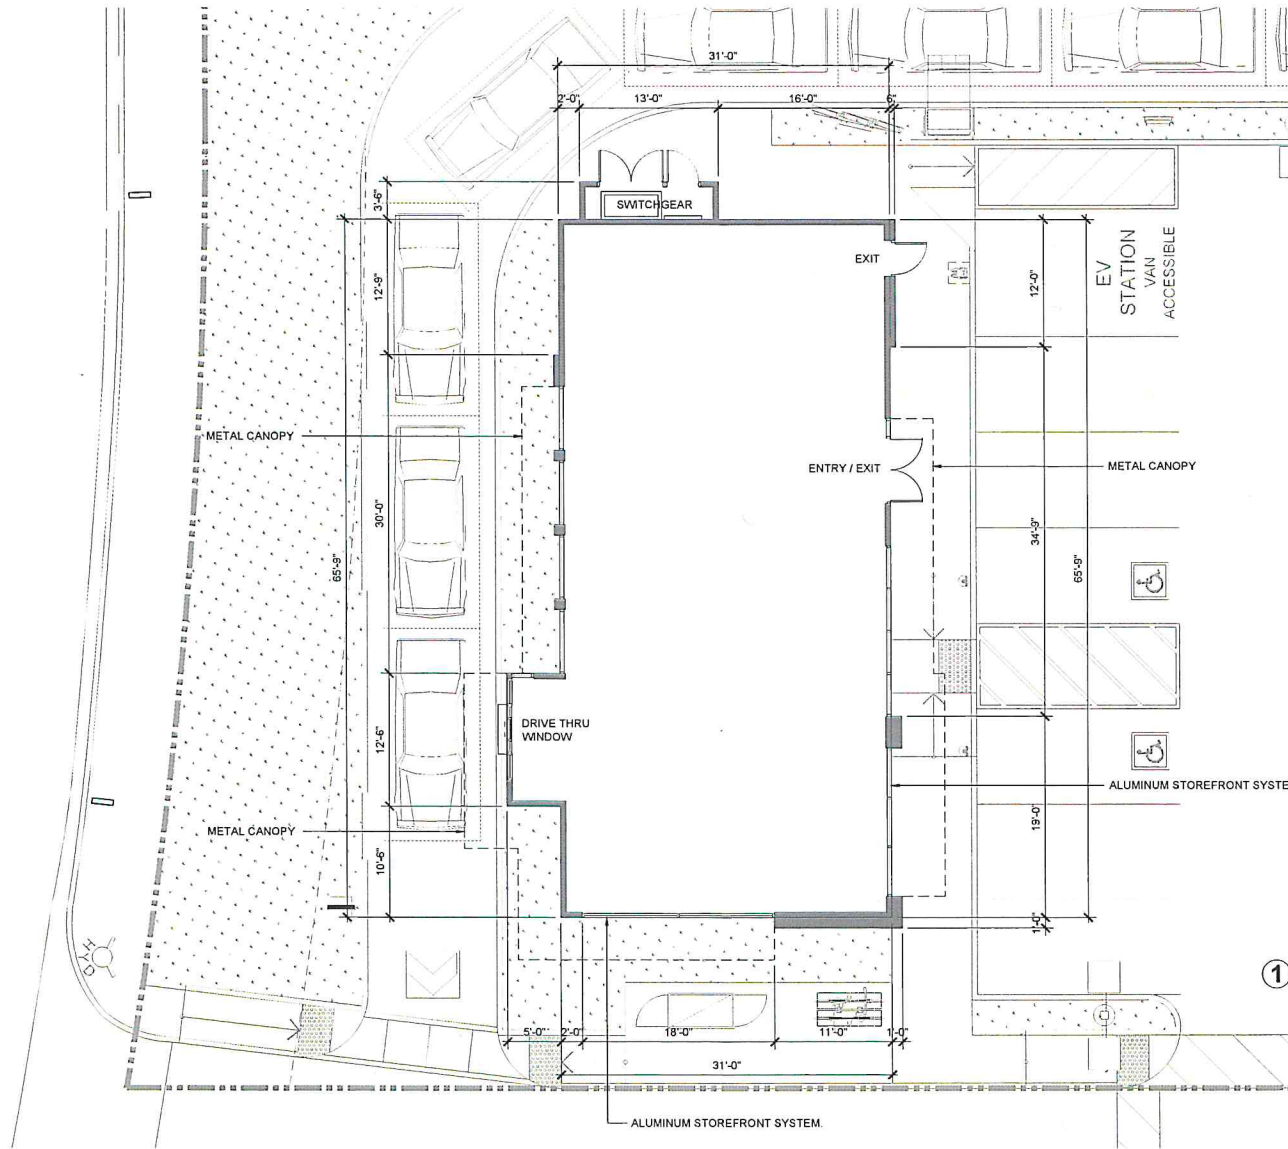 31'-0"
2'-0" 13'-0" 16'-0" 6"
3'-6"
SWITCHGEAR
EXIT
12'-9"
12'-0"
EV
STATION
VAN
ACCESSIBLE
METAL CANOPY
ENTRY / EXIT
METAL CANOPY
30'-0"
34'-9"
65'-9"
65'-9"
DRIVE THRU
WINDOW
12'-6"
ALUMINUM STOREFRONT SYSTE
METAL CANOPY
19'-0"
10'-6"
1'-0"
HYD
1
5'-0" 2'-0" 18'-0" 11'-0" 1'-0"
31'-0"
ALUMINUM STOREFRONT SYSTEM.